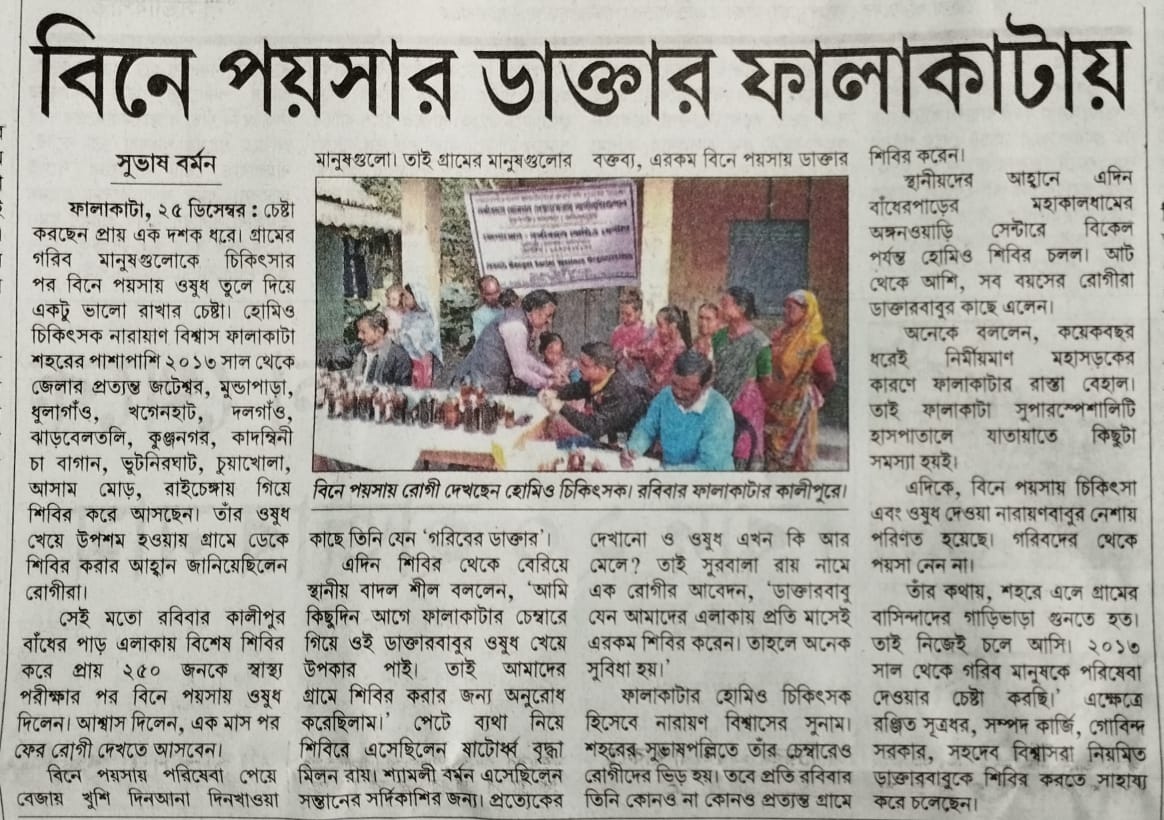 বিনে পয়সার ডাক্তার ফালাকাটায়
সুভাষ বর্মন
ফালাকাটা, ২৫ ডিসেম্বর : চেষ্টা
করছেন প্রায় এক দশক ধরে। গ্রামের
গরিব মানুষগুলোকে চিকিৎসার
পর বিনে পয়সায় ওষুধ তুলে দিয়ে
একটু ভালো রাখার চেষ্টা। হোমিও
চিকিৎসক নারায়ণ বিশ্বাস ফালাকাটা
শহরের পাশাপাশি ২০১৩ সাল থেকে
জেলার প্রত্যন্ত জটেশ্বর, মুন্ডাপাড়া,
ধুলাগাঁও, খগেনহাট, দলগাঁও,
ঝাড়বেলতলি, কুঞ্জনগর, কাদম্বিনী
চা বাগান, ভুটনিরঘাট, চুয়াখোলা,
আসাম মোড়, রাইচেঙ্গায় গিয়ে
শিবির করে আসছেন। তাঁর ওষুধ
খেয়ে উপশম হওয়ায় গ্রামে ডেকে
শিবির করার আহ্বান জানিয়েছিলেন
রোগীরা।
সেই মতো রবিবার কালীপুর
বাঁধের পাড় এলাকায় বিশেষ শিবির
করে প্রায় ২৫০ জনকে স্বাস্থ্য
পরীক্ষার পর বিনে পয়সায় ওষুধ
দিলেন। আশ্বাস দিলেন, এক মাস পর
ফের রোগী দেখতে আসবেন।
বিনে পয়সায় পরিষেবা পেয়ে
বেজায় খুশি দিনআনা দিনখাওয়া
মানুষগুলো। তাই গ্রামের মানুষগুলোর
বিনে পয়সায় রোগী দেখছেন হোমিও চিকিৎসক। রবিবার ফালাকাটার কালীপুরে।
কাছে তিনি যেন ‘গরিবের ডাক্তার’।
এদিন শিবির থেকে বেরিয়ে
স্থানীয় বাদল শীল বললেন, ‘আমি
কিছুদিন আগে ফালাকাটার চেম্বারে
গিয়ে ওই ডাক্তারবাবুর ওষুধ খেয়ে
উপকার পাই। তাই আমাদের
গ্রামে শিবির করার জন্য অনুরোধ
করেছিলাম।’ পেটে ব্যথা নিয়ে
শিবিরে এসেছিলেন ষাটোর্ধ্ব বৃদ্ধা
মিলন রায়। শ্যামলী বর্মন এসেছিলেন
সন্তানের সর্দিকাশির জন্য। প্রত্যেকের
বক্তব্য, এরকম বিনে পয়সায় ডাক্তার
দেখানো ও ওষুধ এখন কি আর
মেলে? তাই সুরবালা রায় নামে
এক রোগীর আবেদন, ‘ডাক্তারবাবু
যেন আমাদের এলাকায় প্রতি মাসেই
এরকম শিবির করেন। তাহলে অনেক
সুবিধা হয়।’
ফালাকাটার হোমিও চিকিৎসক
হিসেবে নারায়ণ বিশ্বাসের সুনাম।
শহরের সুভাষপল্লিতে তাঁর চেম্বারেও
রোগীদের ভিড় হয়। তবে প্রতি রবিবার
তিনি কোনও না কোনও প্রত্যন্ত গ্রামে
শিবির করেন।
স্থানীয়দের আহ্বানে এদিন
বাঁধেরপাড়ের মহাকালধামের
অঙ্গনওয়াড়ি সেন্টারে বিকেল
পর্যন্ত হোমিও শিবির চলল। আট
থেকে আশি, সব বয়সের রোগীরা
ডাক্তারবাবুর কাছে এলেন।
অনেকে বললেন, কয়েকবছর
ধরেই নির্মীয়মাণ মহাসড়কের
কারণে ফালাকাটার রাস্তা বেহাল।
তাই ফালাকাটা সুপারস্পেশালিটি
হাসপাতালে যাতায়াতে কিছুটা
সমস্যা হয়ই।
এদিকে, বিনে পয়সায় চিকিৎসা
এবং ওষুধ দেওয়া নারায়ণবাবুর নেশায়
পরিণত হয়েছে। গরিবদের থেকে
পয়সা নেন না।
তাঁর কথায়, শহরে এলে গ্রামের
বাসিন্দাদের গাড়িভাড়া গুনতে হত।
তাই নিজেই চলে আসি। ২০১৩
সাল থেকে গরিব মানুষকে পরিষেবা
দেওয়ার চেষ্টা করছি।’ এক্ষেত্রে
রঞ্জিত সূত্রধর, সম্পদ কার্জি, গোবিন্দ
সরকার, সহদেব বিশ্বাসরা নিয়মিত
ডাক্তারবাবুকে শিবির করতে সাহায্য
করে চলেছেন।